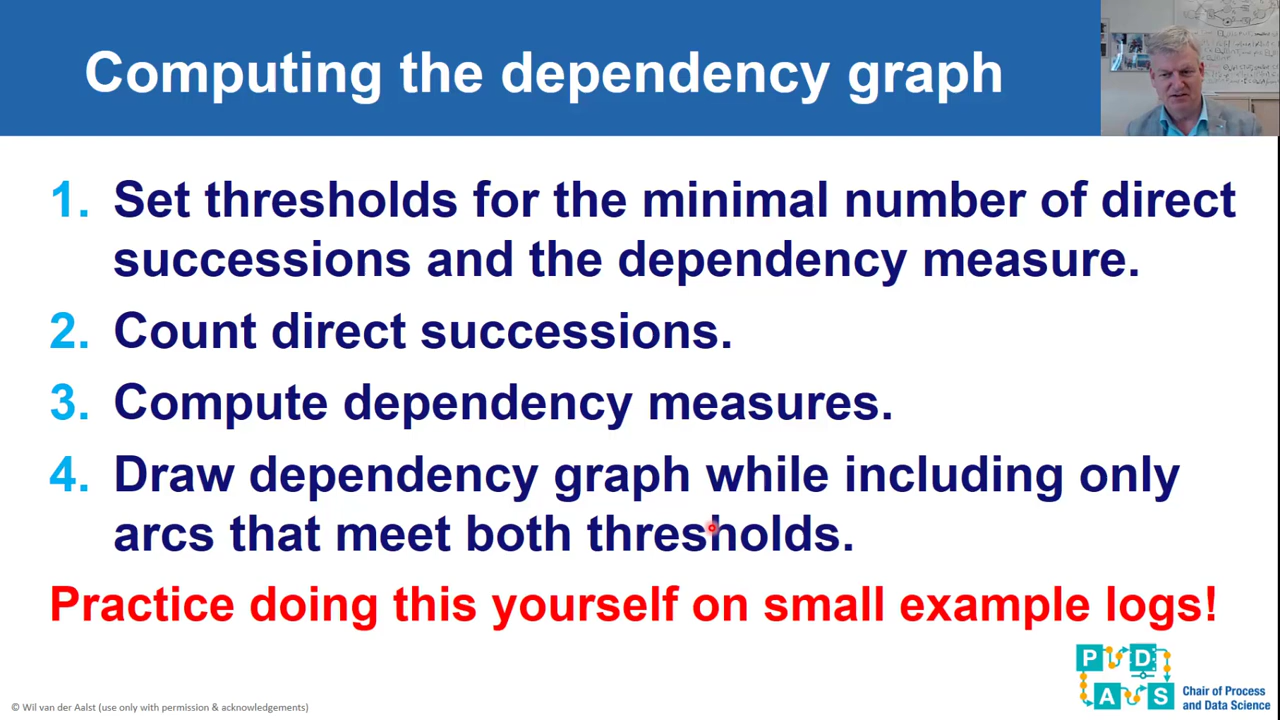 Computing the dependency graph
1. Set thresholds for the minimal number of direct
successions and the dependency measure.
2. Count direct successions.
3. Compute dependency measures.
4. Draw dependency graph while including only
arcs that meet both thresholds.
Practice doing this yourself on small example logs!
P D
A S
Chair of Process
and Data Science
© Wil van der Aalst (use only with permission & acknowledgements)